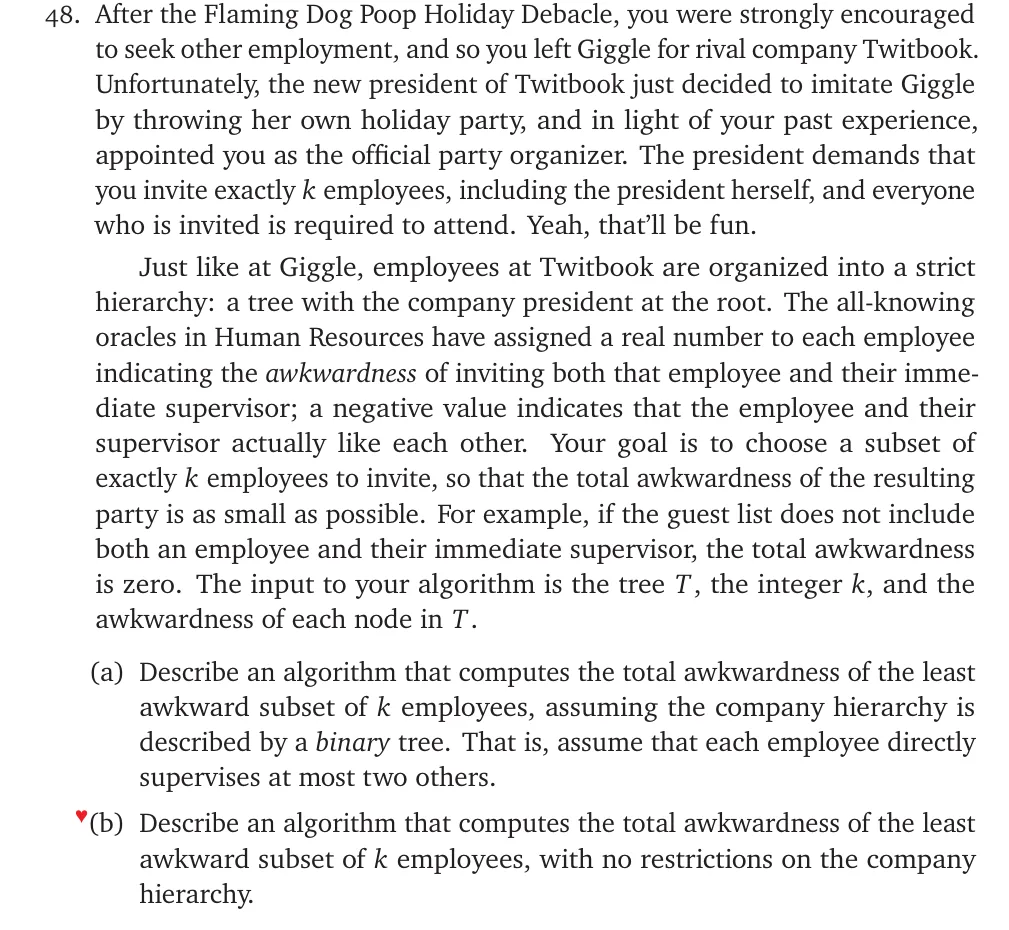 48. After the Flaming Dog Poop Holiday Debacle, you were strongly encouraged
to seek other employment, and so you left Giggle for rival company Twitbook.
Unfortunately, the new president of Twitbook just decided to imitate Giggle
by throwing her own holiday party, and in light of your past experience,
appointed you as the official party organizer. The president demands that
you invite exactly k employees, including the president herself, and everyone
who is invited is required to attend. Yeah, that’ll be fun.
Just like at Giggle, employees at Twitbook are organized into a strict
hierarchy: a tree with the company president at the root. The all-knowing
oracles in Human Resources have assigned a real number to each employee
indicating the awkwardness of inviting both that employee and their imme-
diate supervisor; a negative value indicates that the employee and their
supervisor actually like each other. Your goal is to choose a subset of
exactly k employees to invite, so that the total awkwardness of the resulting
party is as small as possible. For example, if the guest list does not include
both an employee and their immediate supervisor, the total awkwardness
is zero. The input to your algorithm is the tree T, the integer k, and the
awkwardness of each node in T.
(a) Describe an algorithm that computes the total awkwardness of the least
awkward subset of k employees, assuming the company hierarchy is
described by a binary tree. That is, assume that each employee directly
supervises at most two others.
♥(b) Describe an algorithm that computes the total awkwardness of the least
awkward subset of k employees, with no restrictions on the company
hierarchy.